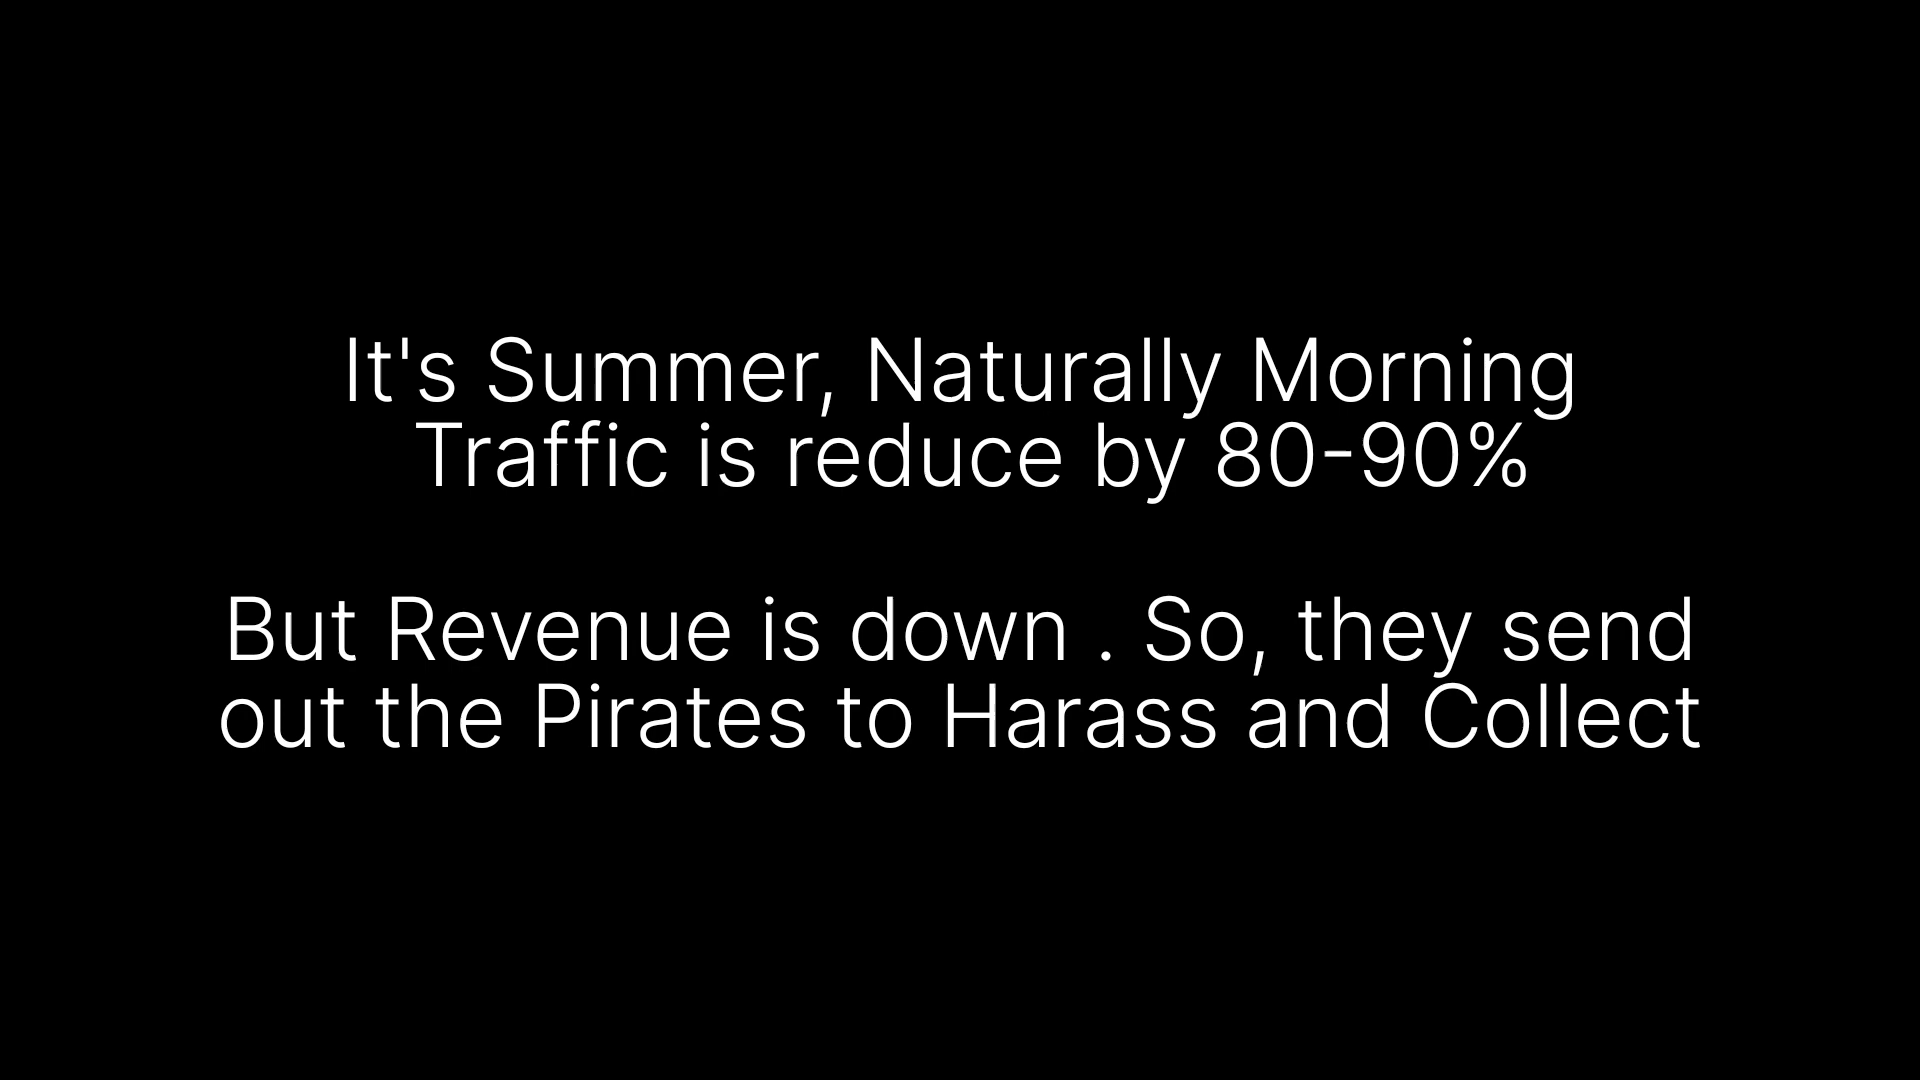 It's Summer, Naturally Morning
Traffic is reduce by 80-90%
But Revenue is down . So, they send
out the Pirates to Harass and Collect